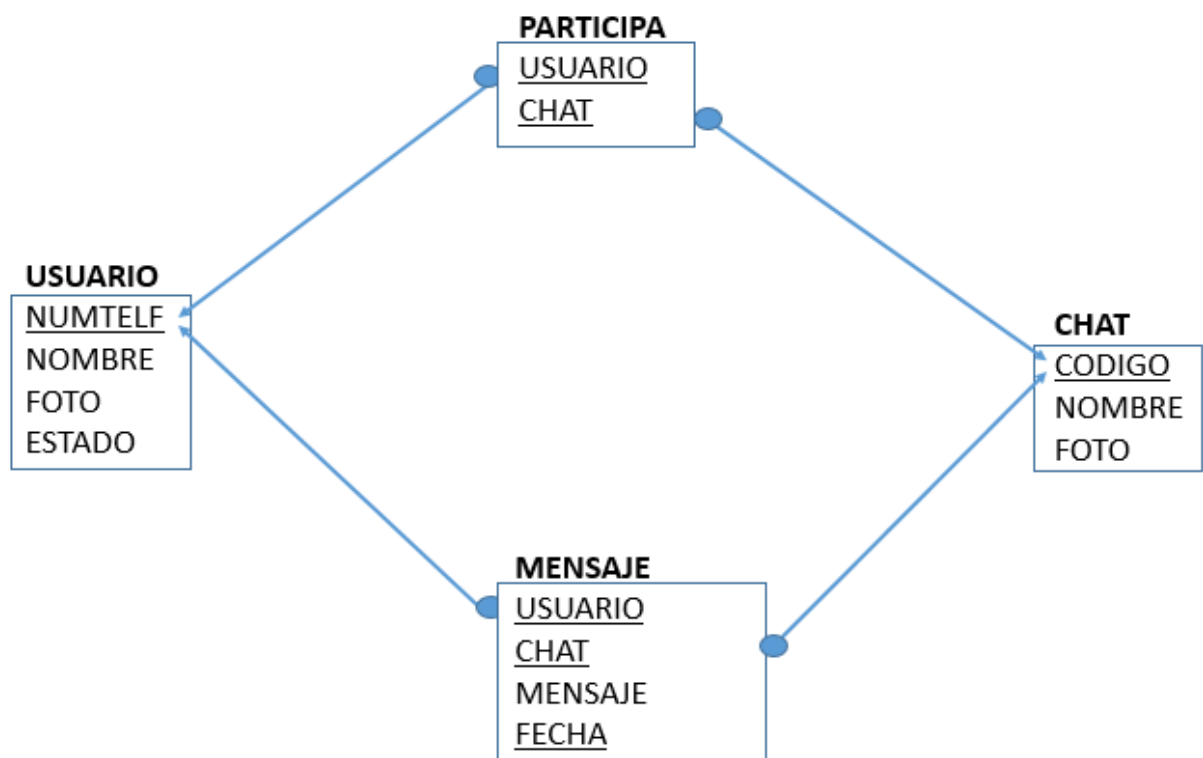 PARTICIPA
USUARIO
CHAT
USUARIO
NUMTELF
NOMBRE
FOTO
ESTADO
CHAT
CODIGO
NOMBRE
FOTO
MENSAJE
USUARIO
CHAT
MENSAJE
FECHA